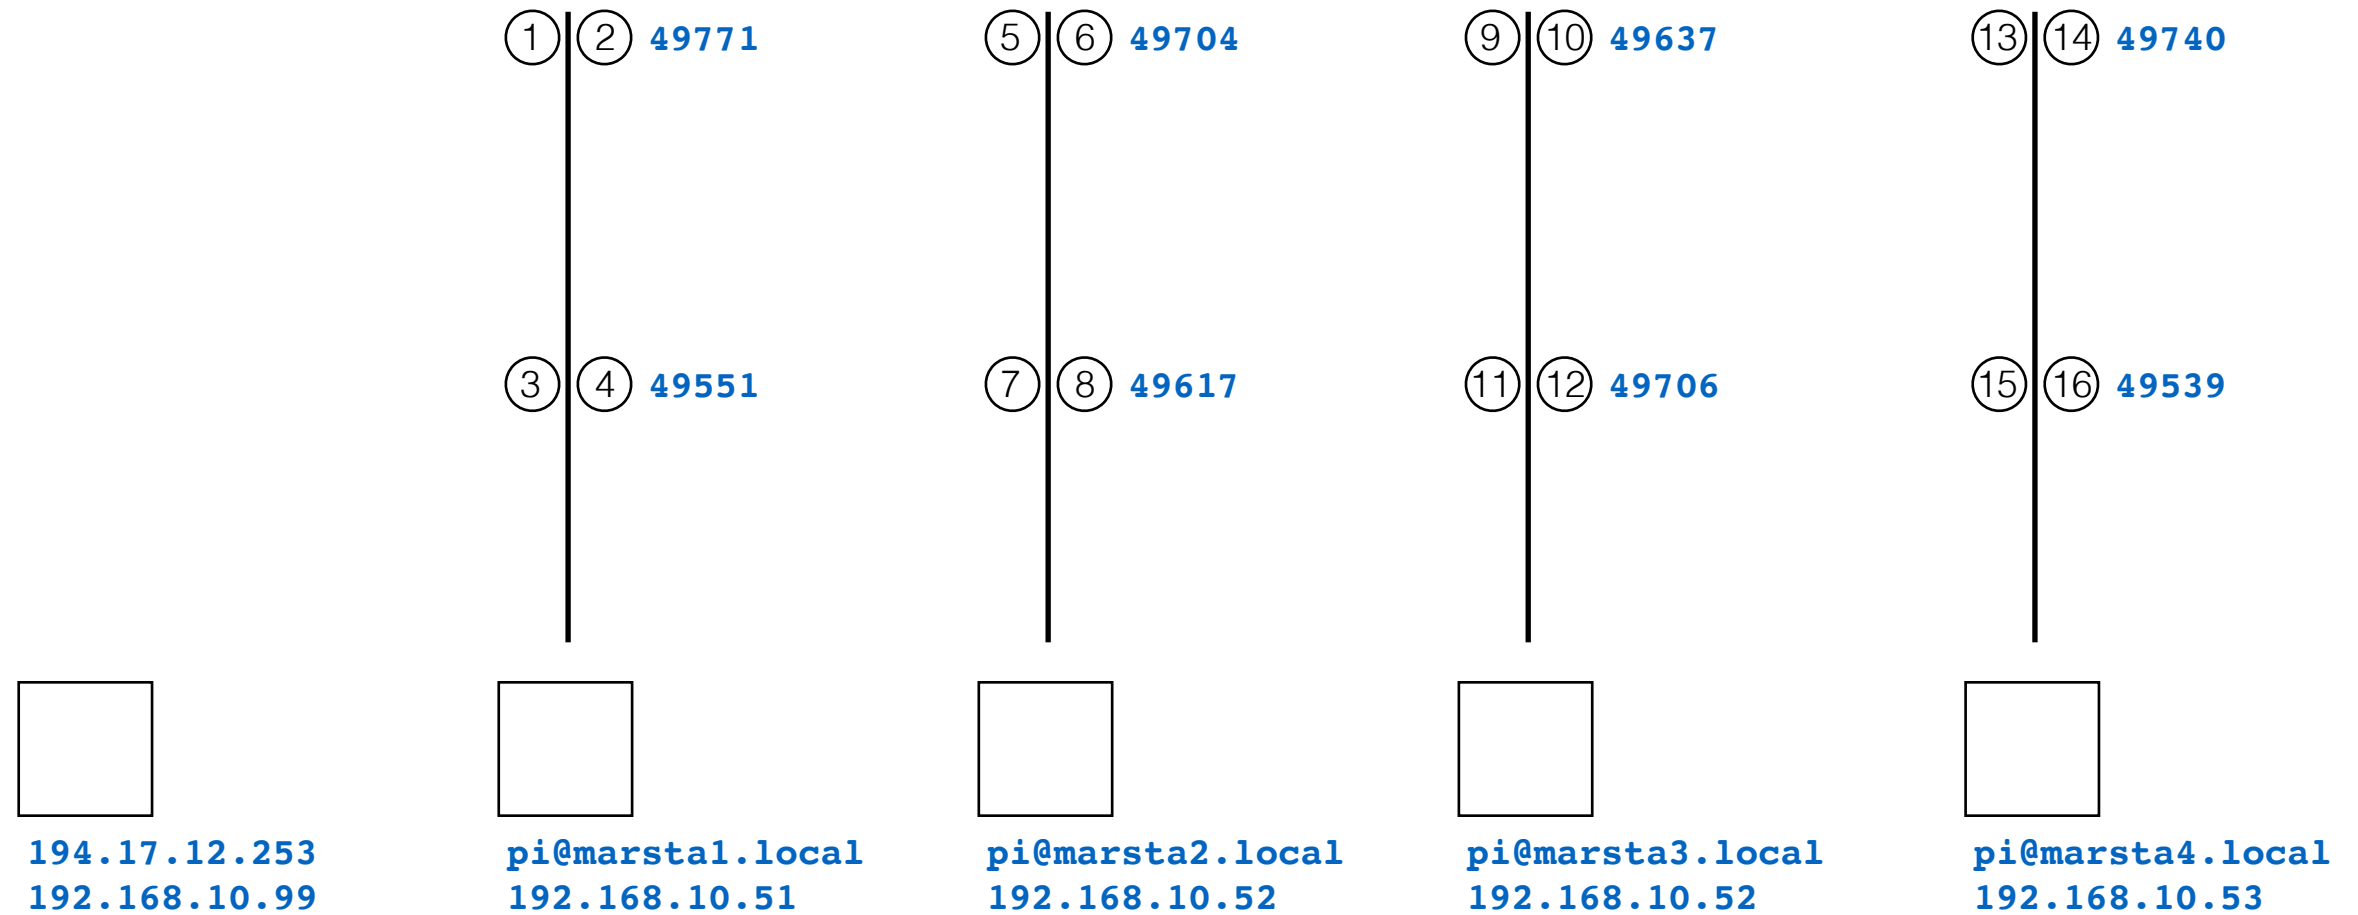 1 2 49771 5 6 49704 9 10 49637 13 14 49740
3 4 49551 7 8 49617 11 12 49706 15 16 49539
194.17.12.253 pi@marsta1.local pi@marsta2.local pi@marsta3.local pi@marsta4.local
192.168.10.99 192.168.10.51 192.168.10.52 192.168.10.52 192.168.10.53